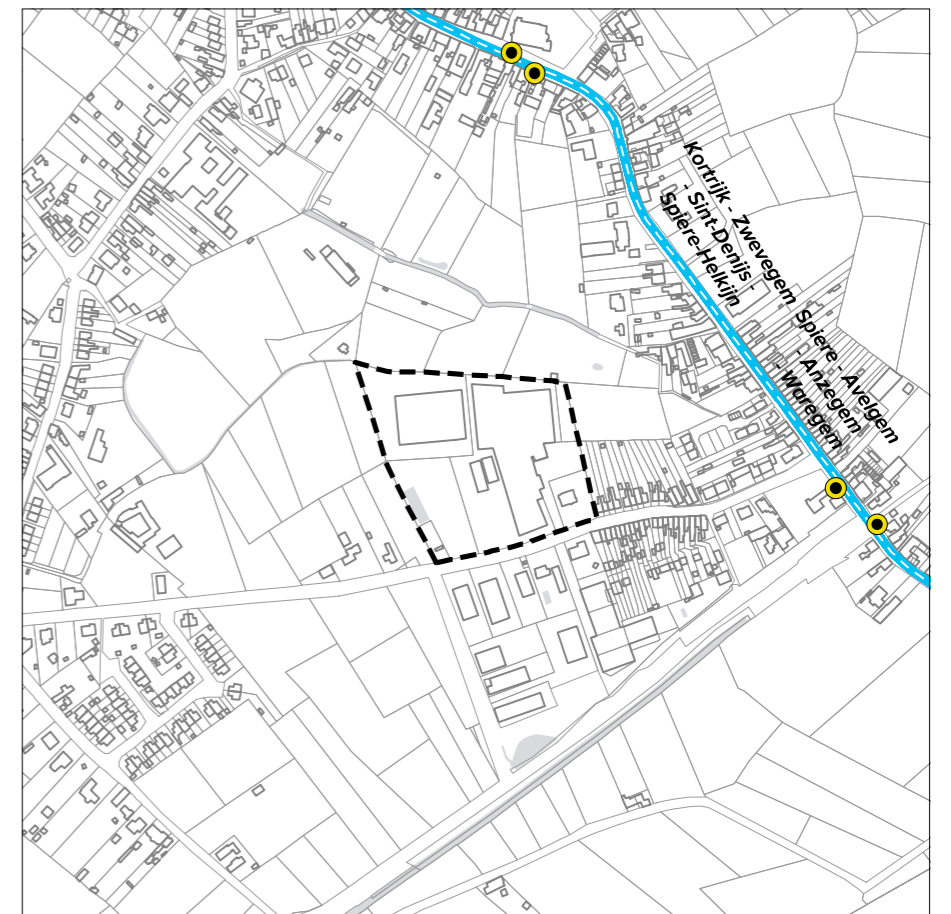 Kortrijk - Zwevegem
- Sint-Denijs -
Spiere-Helkijn
Spiere - Avelgem
- Anzegem
- Waregem